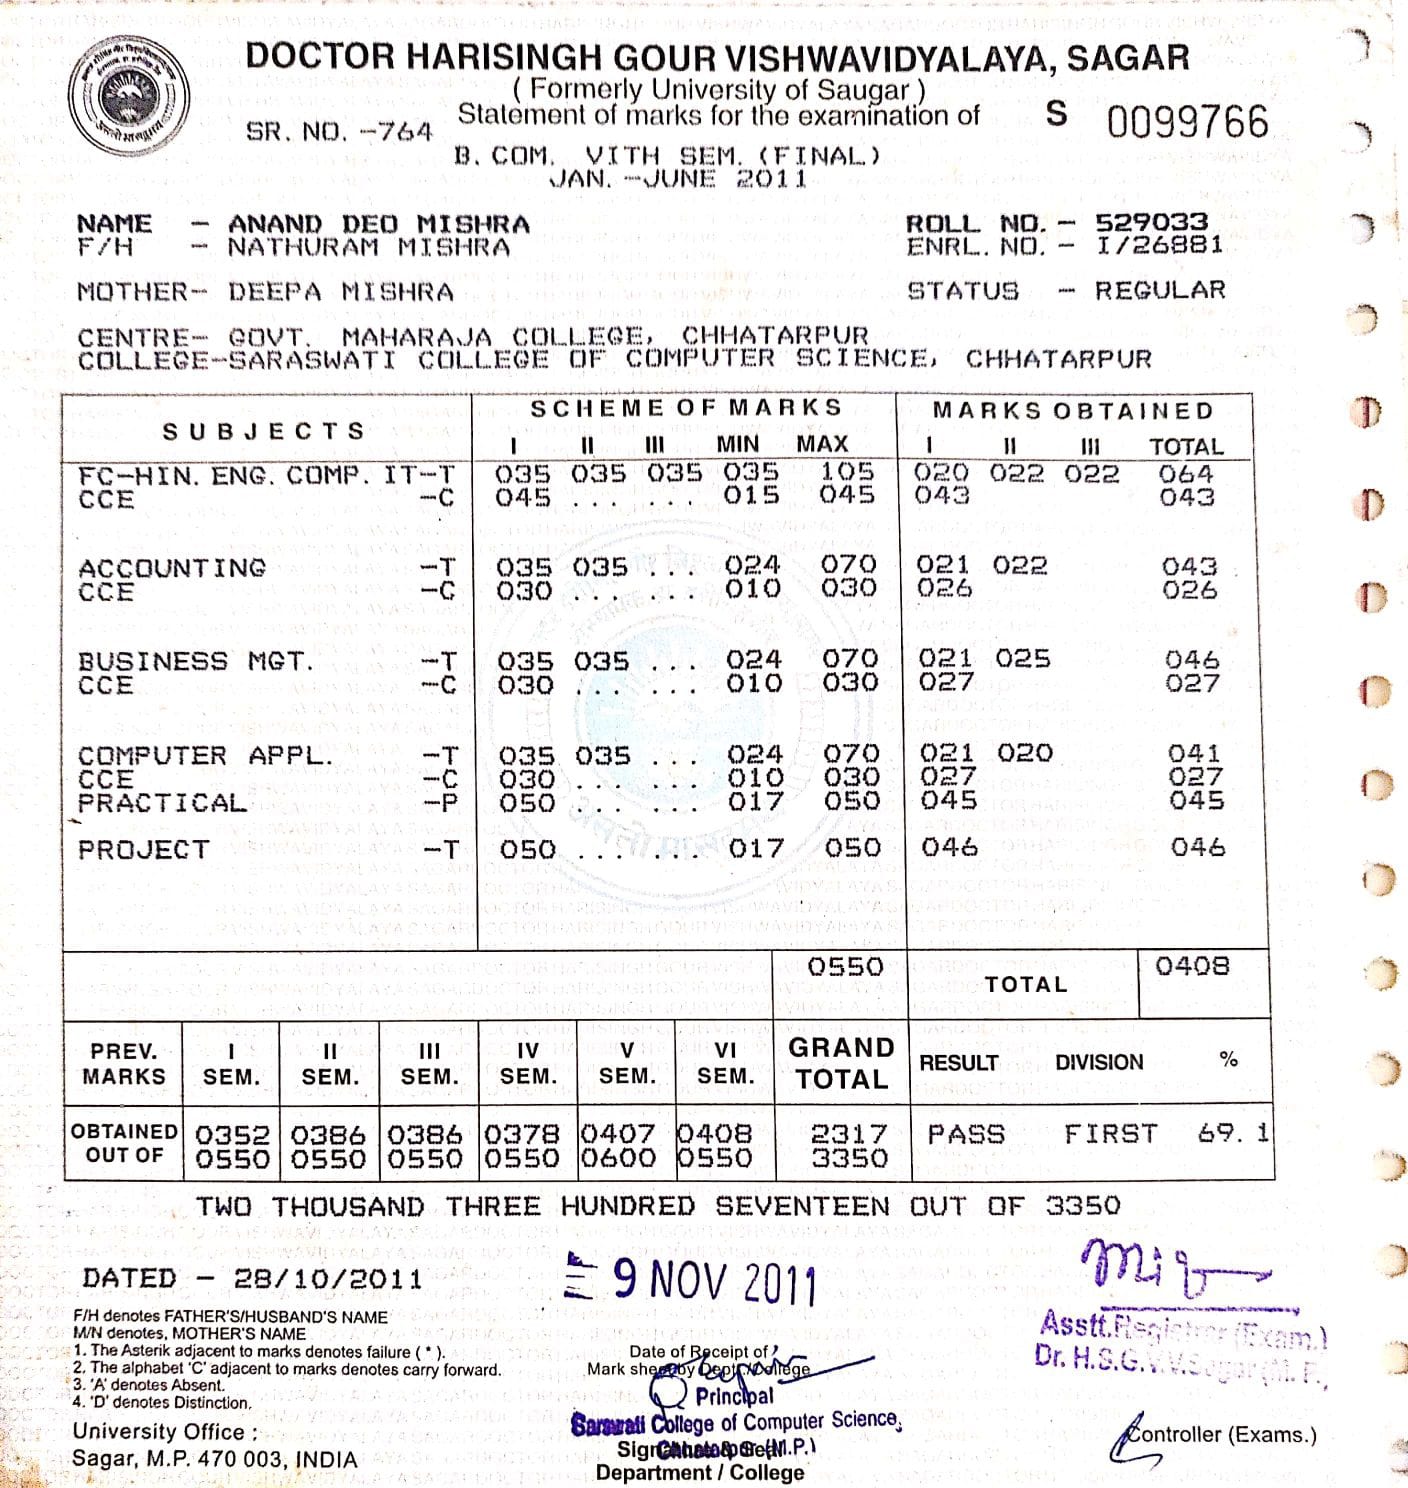 DOCTOR HARISINGH GOUR VISHWAVIDYALAYA, SAGAR
( Formerly University of Saugar )
SR. NO. -764 Statement of marks for the examination of S 0099766
B. COM. VITH SEM. (FINAL)
JAN. -JUNE 2011
NAME - ANAND DEO MISHRA ROLL NO. - 529033
F/H - NATHURAM MISHRA ENRL. NO. - I/26881
MOTHER- DEEPA MISHRA STATUS - REGULAR
CENTRE- GOVT. MAHARAJA COLLEGE, CHHATARPUR
COLLEGE-SARASWATI COLLEGE OF COMPUTER SCIENCE, CHHATARPUR
SUBJECTS SCHEME OF MARKS MARKS OBTAINED
I II III MIN MAX I II III TOTAL
FC-HIN. ENG. COMP. IT-T 035 035 035 035 105 020 022 022 064
CCE -C 045 ... ... 015 045 043 043
ACCOUNTING -T 035 035 ... 024 070 021 022 043
CCE -C 030 ... ... 010 030 026 026
BUSINESS MGT. -T 035 035 ... 024 070 021 025 046
CCE -C 030 ... ... 010 030 027 027
COMPUTER APPL. -T 035 035 ... 024 070 021 020 041
CCE -C 030 ... ... 010 030 027 027
PRACTICAL -P 050 ... ... 017 050 045 045
PROJECT -T 050 ... ... 017 050 046 046
0550 TOTAL 0408
PREV. MARKS I SEM. II SEM. III SEM. IV SEM. V SEM. VI SEM. GRAND TOTAL RESULT DIVISION %
OBTAINED 0352 0386 0386 0378 0407 0408 2317 PASS FIRST 69. 1
OUT OF 0550 0550 0550 0550 0600 0550 3350
TWO THOUSAND THREE HUNDRED SEVENTEEN OUT OF 3350
DATED - 28/10/2011 9 NOV 2011
F/H denotes FATHER'S/HUSBAND'S NAME
M/N denotes, MOTHER'S NAME
1. The Asterik adjacent to marks denotes failure ( * ).
2. The alphabet 'C' adjacent to marks denotes carry forward.
3. 'A' denotes Absent.
4. 'D' denotes Distinction.
University Office :
Sagar, M.P. 470 003, INDIA
Date of Receipt of
Mark sheet by Deptt./College
Principal
Saraswati College of Computer Science,
(M.P.)
Department / College
Asstt.Registrar (Exam.)
Dr. H.S.G.V.V.Sagar (M. P.)
Controller (Exams.)